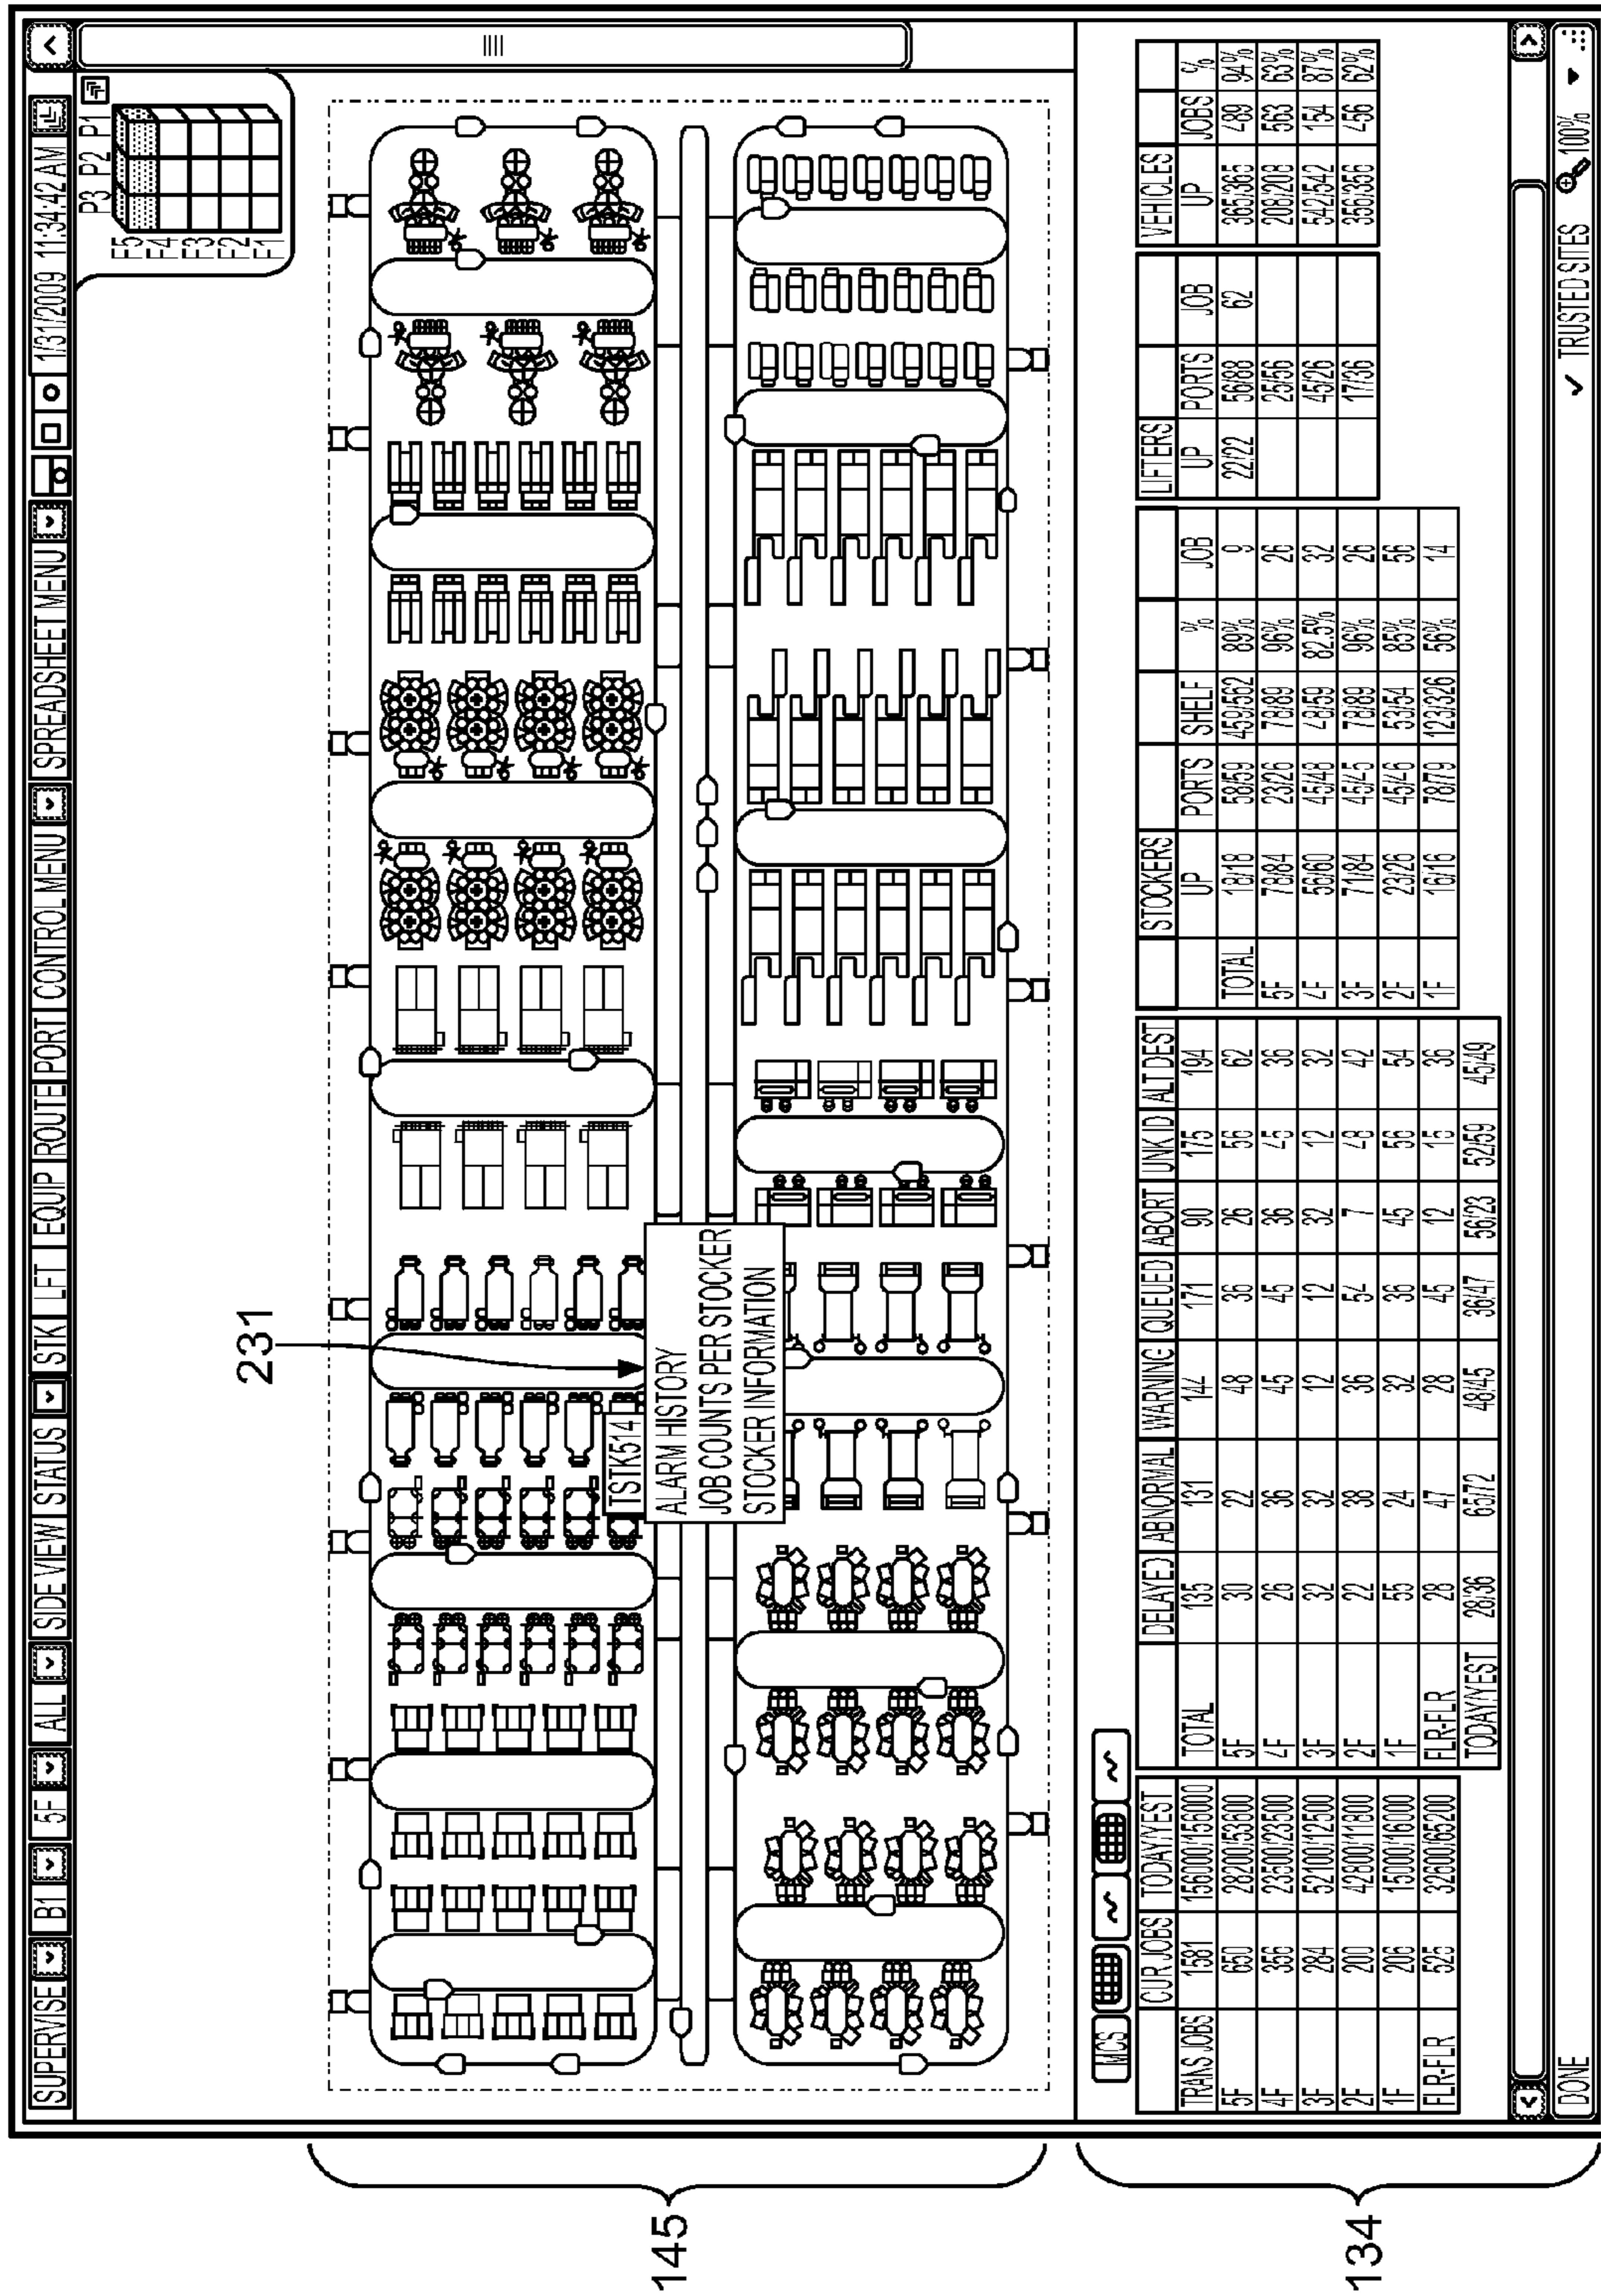 SUPERVISE B1 5F ALL SIDE VIEW STATUS STK LFT EQUIP ROUTE PORT CONTROL MENU SPREADSHEET MENU 1/31/2009 11:34:42 AM
P3 P2 P1
F5
F4
F3
F2
F1
231
145
TSTK514
ALARM HISTORY
JOB COUNTS PER STOCKER
STOCKER INFORMATION
134
MCS
TRANS JOBS CUR JOBS TODAY/YEST
5F 1581 156000/156000
4F 650 28200/53600
3F 356 23500/23500
2F 284 52100/12500
1F 200 42800/11800
206 15000/16000
FLR-FLR 525 32600/65200
DELAYED ABNORMAL WARNING QUEUED ABORT UNK ID ALT DEST
TOTAL 135 131 144 171 90 175 194
5F 30 22 48 36 26 56 62
4F 26 36 45 45 36 45 36
3F 32 32 12 12 32 12 32
2F 22 38 36 54 7 48 42
1F 55 24 32 36 45 56 54
FLR-FLR 28 47 28 45 12 15 36
TODAY/YEST 28/36 65/72 48/45 36/47 56/23 52/59 45/49
STOCKERS
UP PORTS SHELF % JOB
TOTAL 18/18 58/59 459/562 89% 9
5F 78/84 23/26 78/89 96% 26
4F 56/60 45/48 48/59 82.5% 32
3F 71/84 45/45 78/89 96% 26
2F 23/26 45/46 53/54 85% 56
1F 16/16 78/79 123/326 56% 14
LIFTERS
UP PORTS JOB
22/22 56/88 62
25/56
45/26
17/36
VEHICLES
UP JOBS %
365/365 489 94%
208/208 563 63%
542/542 154 87%
356/356 456 62%
DONE TRUSTED SITES 100%